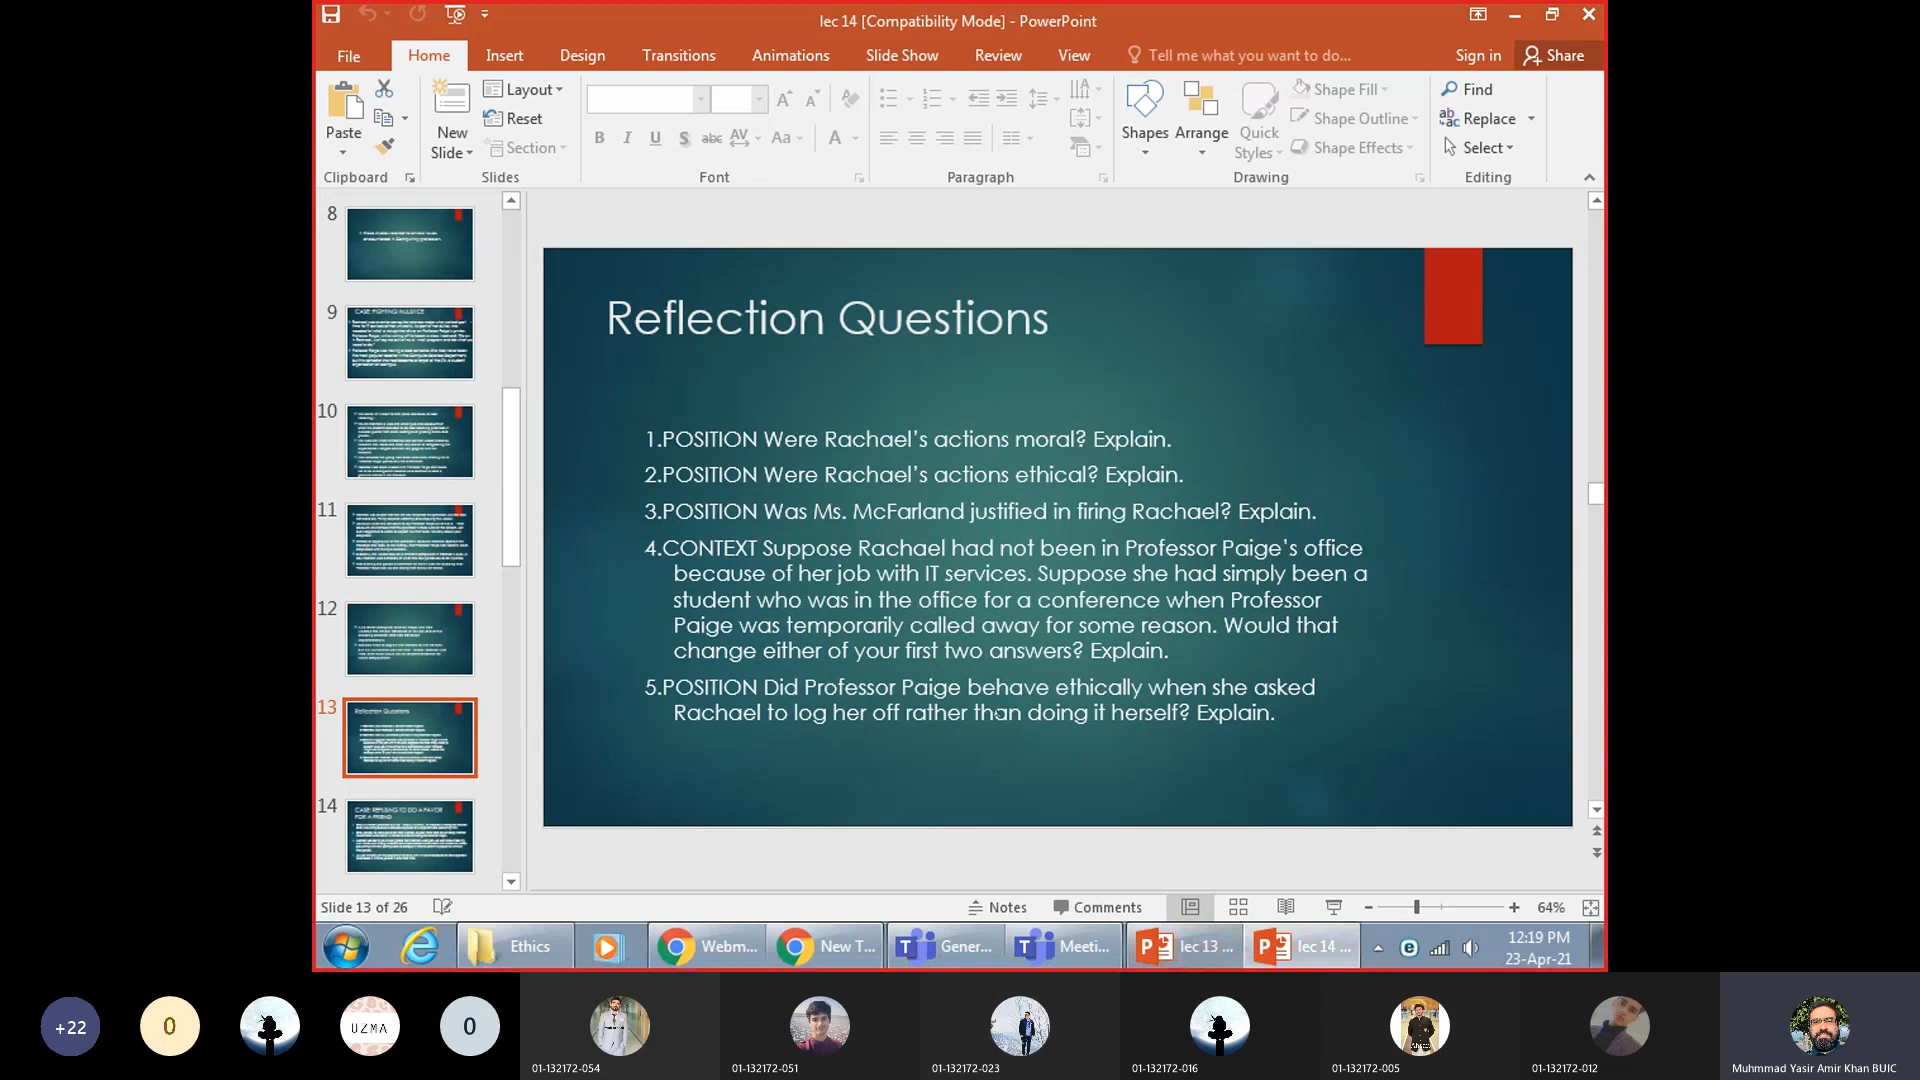 lec 14 [Compatibility Mode] - PowerPoint
File Home Insert Design Transitions Animations Slide Show Review View Tell me what you want to do... Sign in Share
Paste
New Slide
Layout
Reset
Section
Shapes
Arrange
Quick Styles
Shape Fill
Shape Outline
Shape Effects
Find
Replace
Select
Clipboard Slides Font Paragraph Drawing Editing
8
9
10
11
12
13
14
CASE: REFUSING TO DO A FAVOR
FOR A FRIEND
Reflection Questions
1.POSITION Were Rachael’s actions moral? Explain.
2.POSITION Were Rachael’s actions ethical? Explain.
3.POSITION Was Ms. McFarland justified in firing Rachael? Explain.
4.CONTEXT Suppose Rachael had not been in Professor Paige’s office
because of her job with IT services. Suppose she had simply been a
student who was in the office for a conference when Professor
Paige was temporarily called away for some reason. Would that
change either of your first two answers? Explain.
5.POSITION Did Professor Paige behave ethically when she asked
Rachael to log her off rather than doing it herself? Explain.
Slide 13 of 26 Notes Comments 64%
Ethics Webm... New T... Gener... Meeti... lec 13 ... lec 14 ... 12:19 PM
23-Apr-21
+22 0 UZMA 0
01-132172-054 01-132172-051 01-132172-023 01-132172-016 01-132172-005 01-132172-012 Muhmmad Yasir Amir Khan BUIC